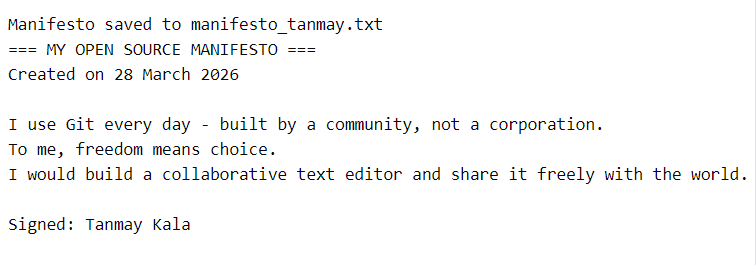 Manifesto saved to manifesto_tanmay.txt
=== MY OPEN SOURCE MANIFESTO ===
Created on 28 March 2026
I use Git every day - built by a community, not a corporation.
To me, freedom means choice.
I would build a collaborative text editor and share it freely with the world.
Signed: Tanmay Kala